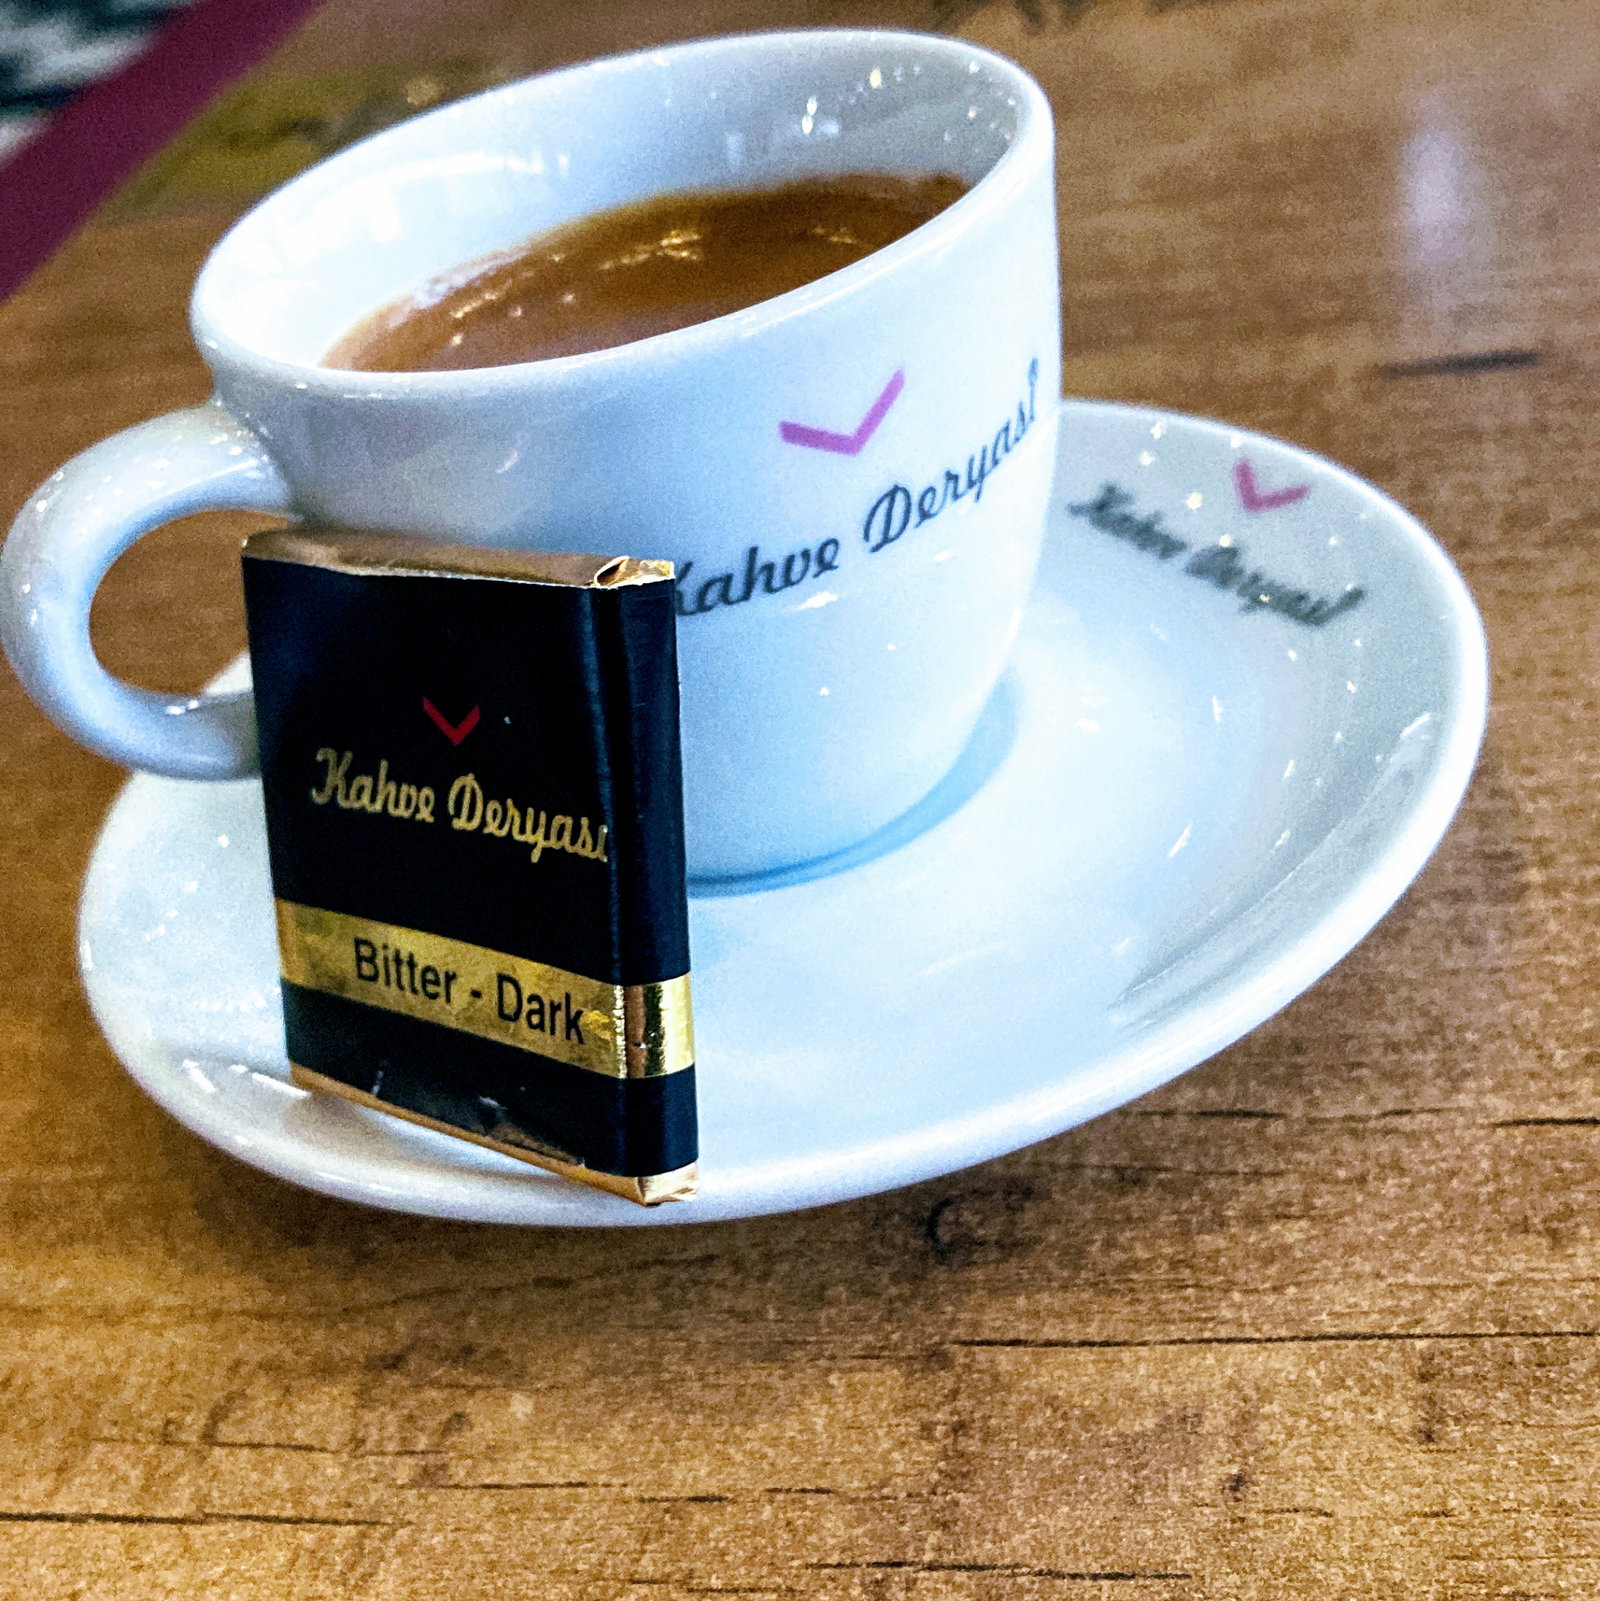 Kahve Deryası
Kahve Deryası
Kahve Deryası
Bitter - Dark